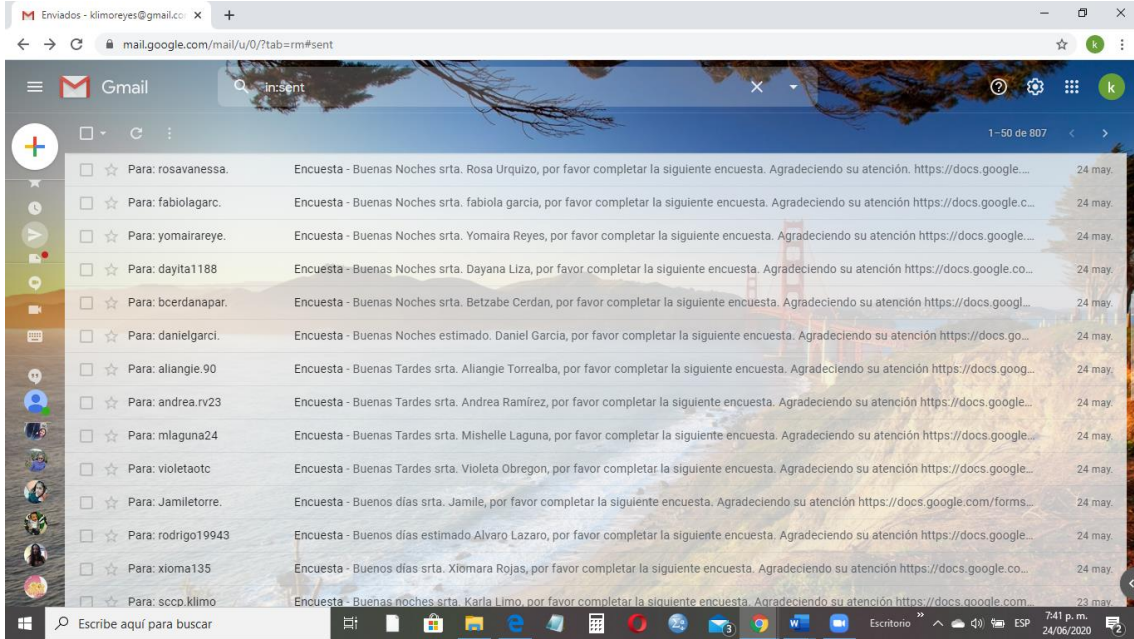 Enviados - klimoreyes@gmail.co
mail.google.com/mail/u/0/?tab=rm#sent
k
Gmail
in:sent
k
1–50 de 807
Para: rosavanessa. Encuesta - Buenas Noches srta. Rosa Urquizo, por favor completar la siguiente encuesta. Agradeciendo su atención. https://docs.google.... 24 may.
Para: fabiolagarc. Encuesta - Buenas Noches srta. fabiola garcia, por favor completar la siguiente encuesta. Agradeciendo su atención https://docs.google.c... 24 may.
Para: yomairareye. Encuesta - Buenas Noches srta. Yomaira Reyes, por favor completar la siguiente encuesta. Agradeciendo su atención https://docs.google.... 24 may.
Para: dayita1188 Encuesta - Buenas Noches srta. Dayana Liza, por favor completar la siguiente encuesta. Agradeciendo su atención https://docs.google.co... 24 may.
Para: bcerdanapar. Encuesta - Buenas Noches srta. Betzabe Cerdan, por favor completar la siguiente encuesta. Agradeciendo su atención https://docs.googl... 24 may.
Para: danielgarci. Encuesta - Buenas Noches estimado. Daniel Garcia, por favor completar la siguiente encuesta. Agradeciendo su atención https://docs.go... 24 may.
Para: aliangie.90 Encuesta - Buenas Tardes srta. Aliangie Torrealba, por favor completar la siguiente encuesta. Agradeciendo su atención https://docs.goog... 24 may.
Para: andrea.rv23 Encuesta - Buenas Tardes srta. Andrea Ramírez, por favor completar la siguiente encuesta. Agradeciendo su atención https://docs.google... 24 may.
Para: mlaguna24 Encuesta - Buenas Tardes srta. Mishelle Laguna, por favor completar la siguiente encuesta. Agradeciendo su atención https://docs.google... 24 may.
Para: violetaotc Encuesta - Buenas Tardes srta. Violeta Obregon, por favor completar la siguiente encuesta. Agradeciendo su atención https://docs.google... 24 may.
Para: Jamiletorre. Encuesta - Buenos días srta. Jamile, por favor completar la siguiente encuesta. Agradeciendo su atención https://docs.google.com/forms... 24 may.
Para: rodrigo19943 Encuesta - Buenos días estimado Alvaro Lazaro, por favor completar la siguiente encuesta. Agradeciendo su atención https://docs.google... 24 may.
Para: xioma135 Encuesta - Buenos días srta. Xiomara Rojas, por favor completar la siguiente encuesta. Agradeciendo su atención https://docs.google.co... 24 may.
Para: sccp.klimo Encuesta - Buenas noches srta. Karla Limo, por favor completar la siguiente encuesta. Agradeciendo su atención https://docs.google.com... 23 may.
Escribe aquí para buscar
3
Escritorio
ESP
7:41 p. m.
24/06/2020
2